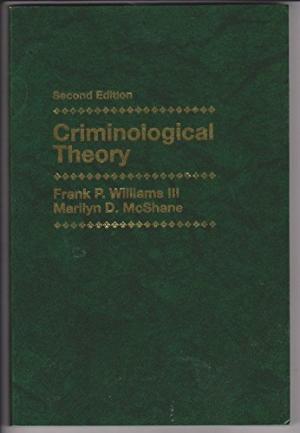 Second Edition
Criminological
Theory
Frank P. Williams III
Marilyn D. McShane